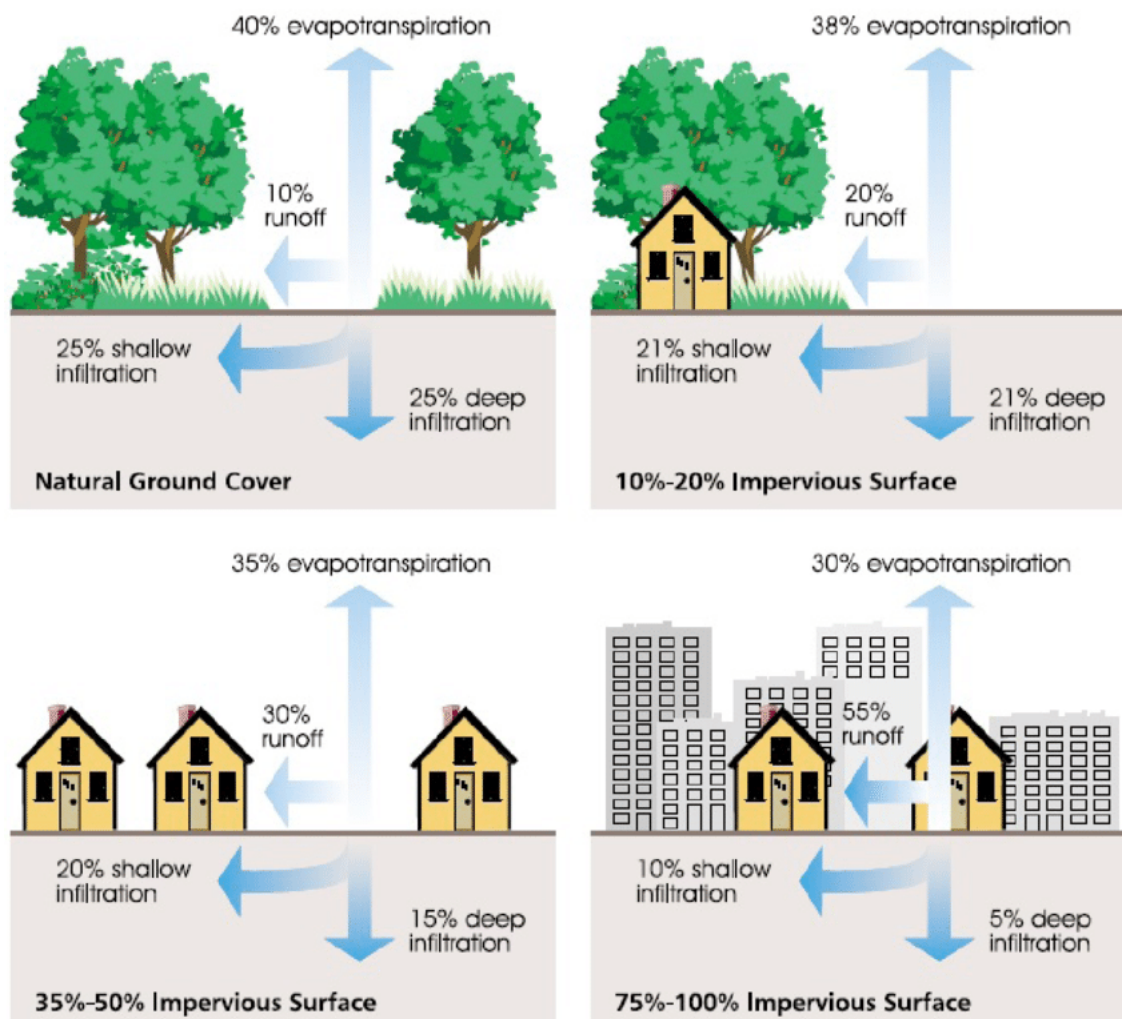 40% evapotranspiration
10%
runoff
25% shallow
infiltration
25% deep
infiltration
Natural Ground Cover
38% evapotranspiration
20%
runoff
21% shallow
infiltration
21% deep
infiltration
10%-20% Impervious Surface
35% evapotranspiration
30%
runoff
20% shallow
infiltration
15% deep
infiltration
35%-50% Impervious Surface
30% evapotranspiration
55%
runoff
10% shallow
infiltration
5% deep
infiltration
75%-100% Impervious Surface